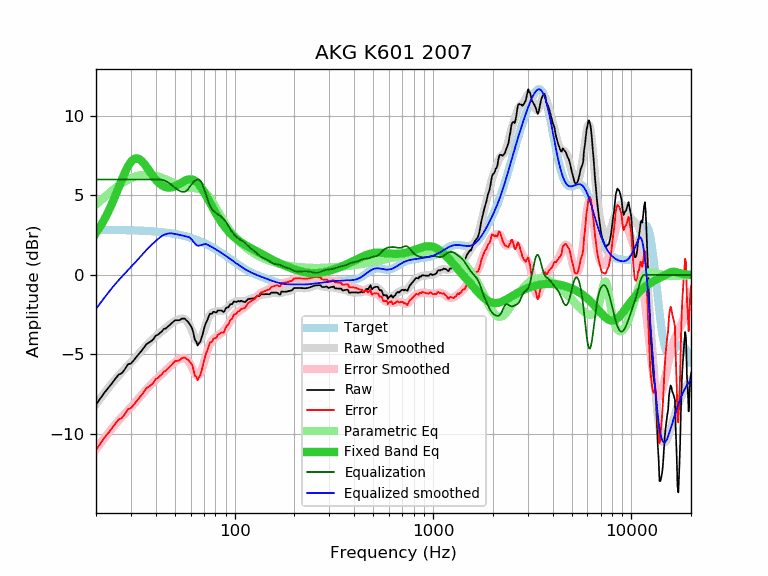 AKG K601 2007
Amplitude (dBr)
10
5
0
−5
−10
Target
Raw Smoothed
Error Smoothed
Raw
Error
Parametric Eq
Fixed Band Eq
Equalization
Equalized smoothed
100
1000
10000
Frequency (Hz)